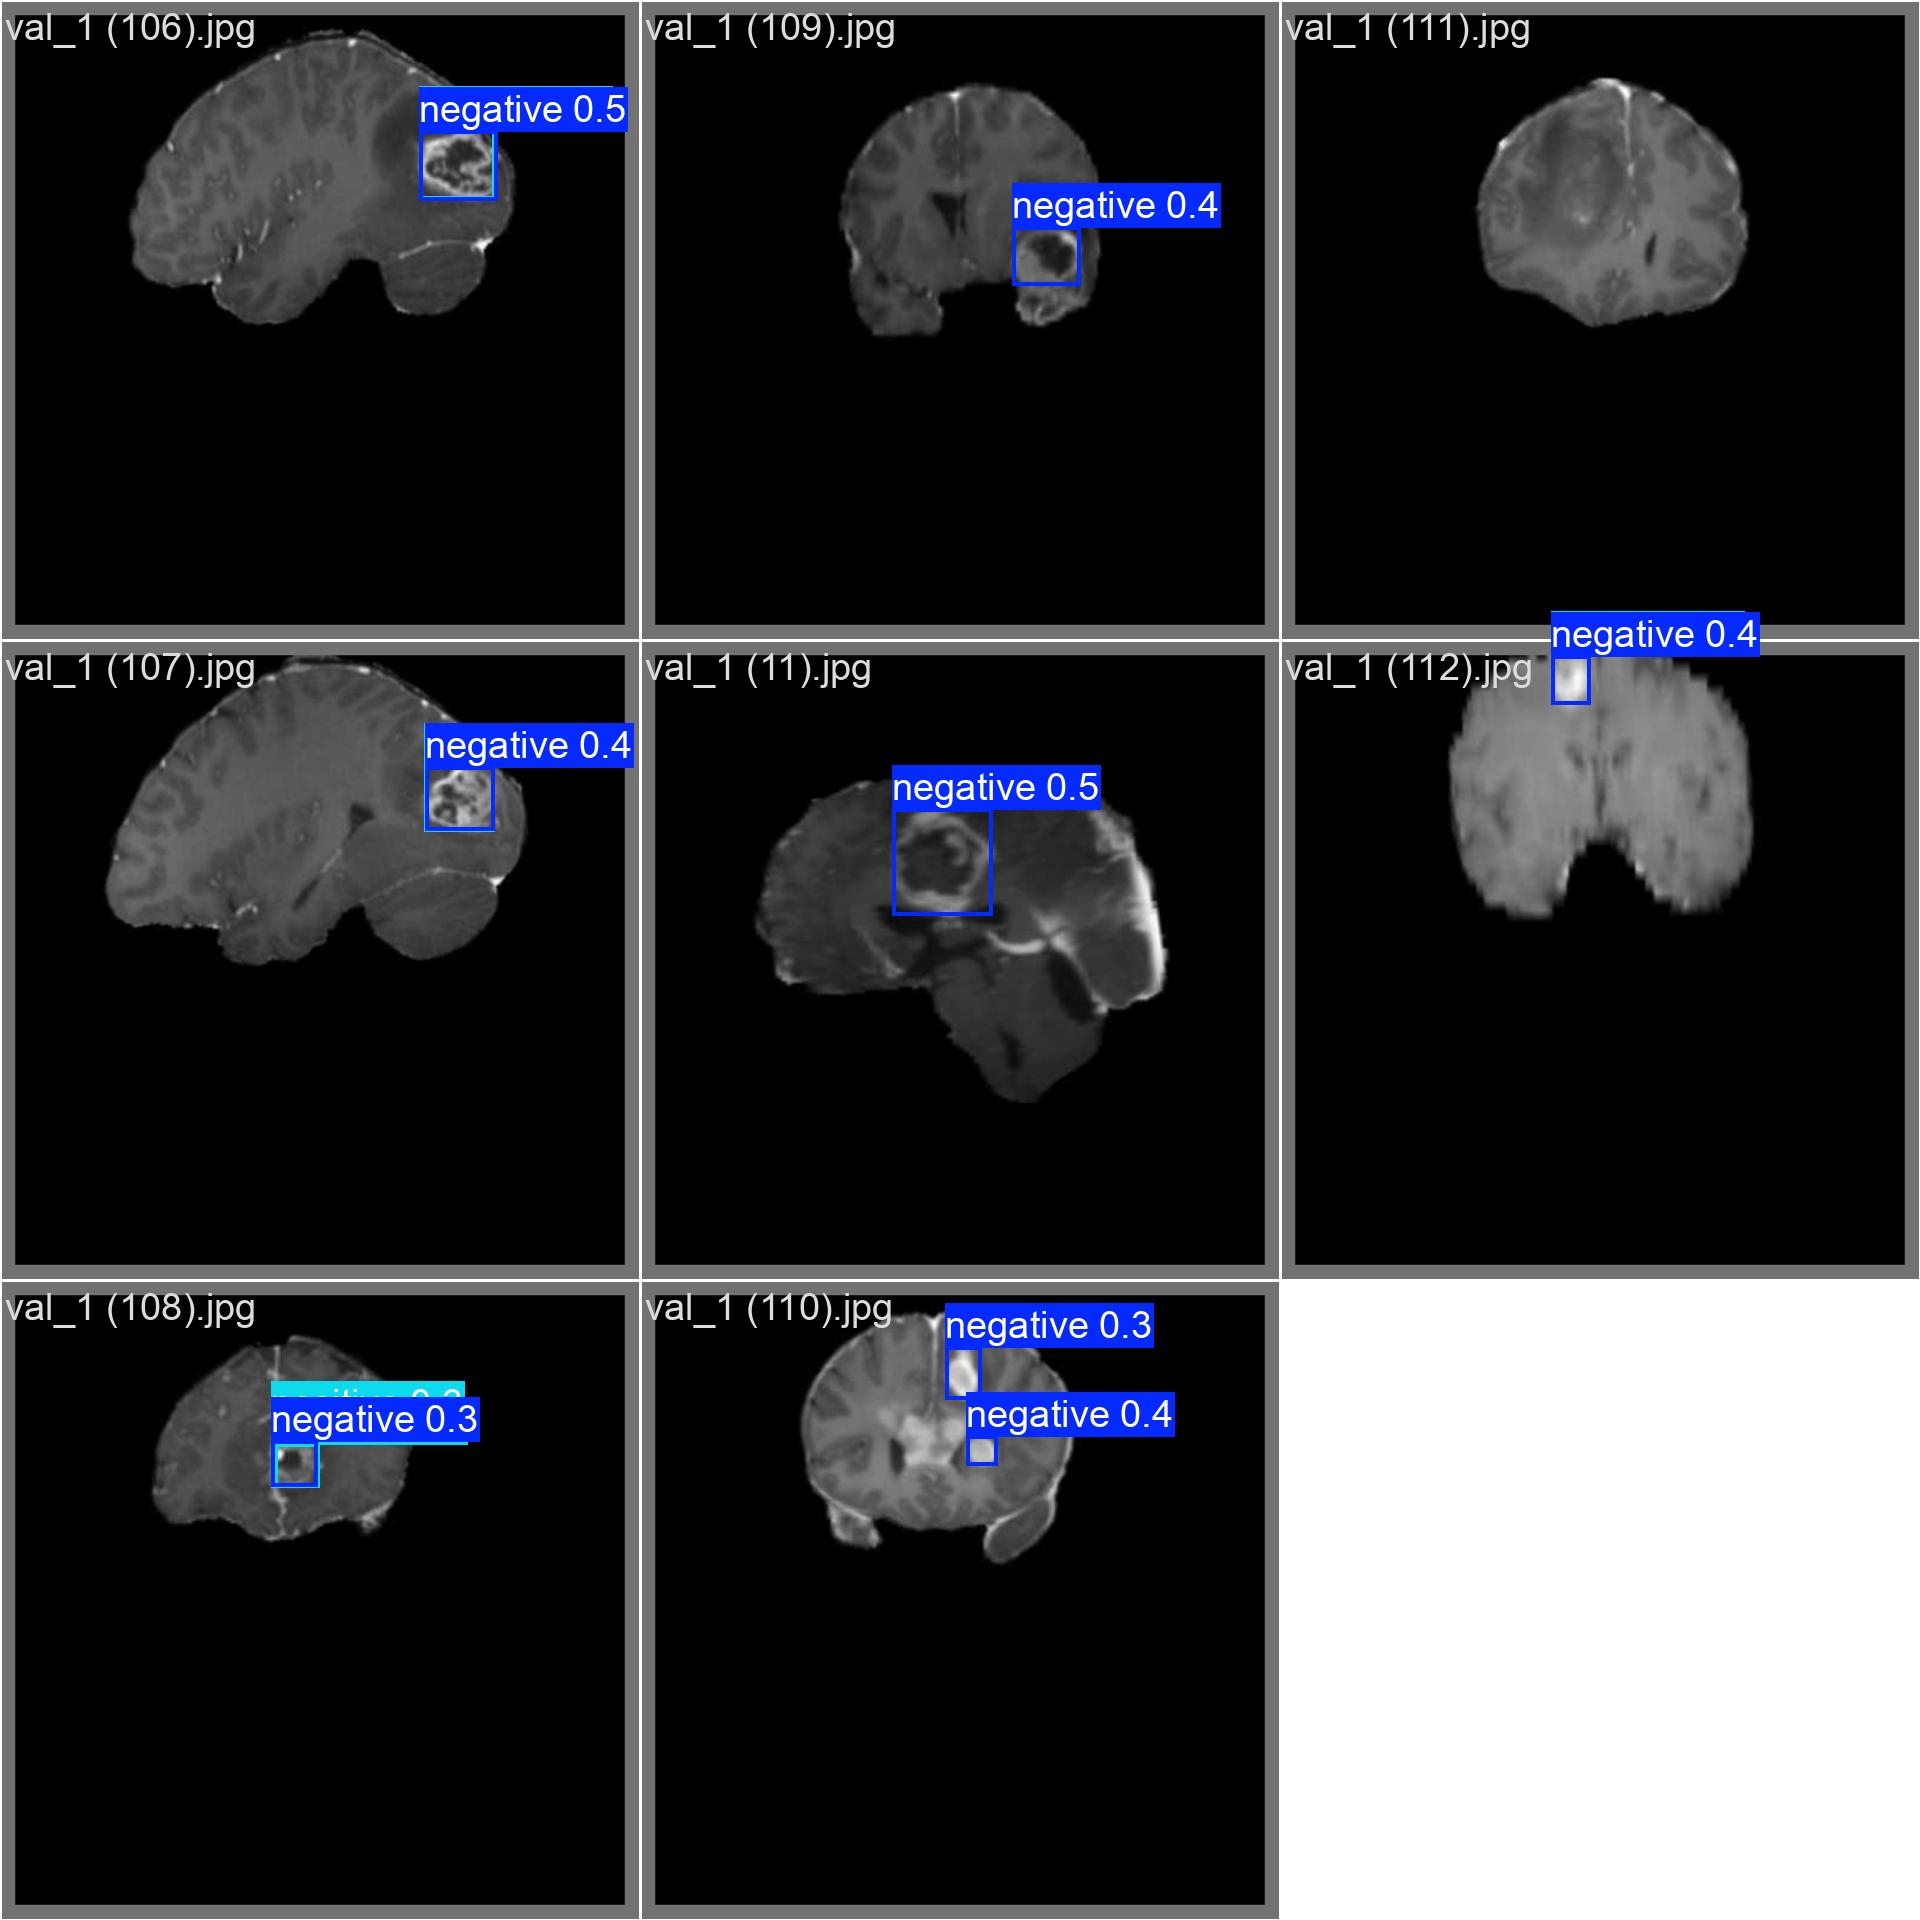 val_1 (106).jpg
negative 0.5
val_1 (109).jpg
negative 0.4
val_1 (111).jpg
val_1 (107).jpg
negative 0.4
val_1 (11).jpg
negative 0.5
val_1 (112).jpg
negative 0.4
val_1 (108).jpg
negative 0.3
val_1 (110).jpg
negative 0.3
negative 0.4